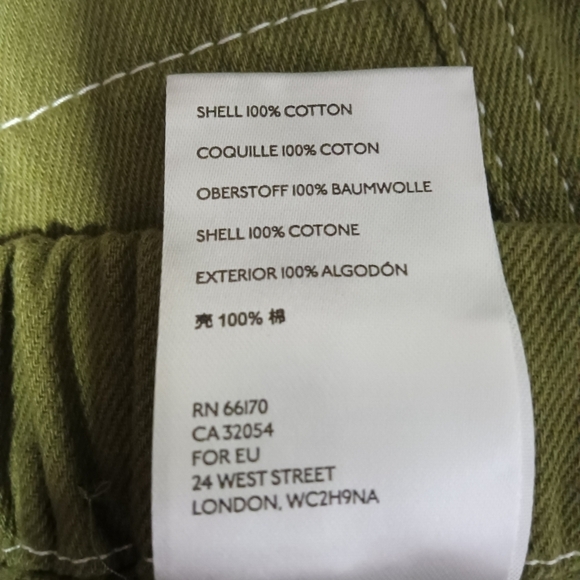 SHELL 100% COTTON
COQUILLE 100% COTON
OBERSTOFF 100% BAUMWOLLE
SHELL 100% COTONE
EXTERIOR 100% ALGODÓN
壳 100% 棉
RN 66170
CA 32054
FOR EU
24 WEST STREET
LONDON, WC2H9NA